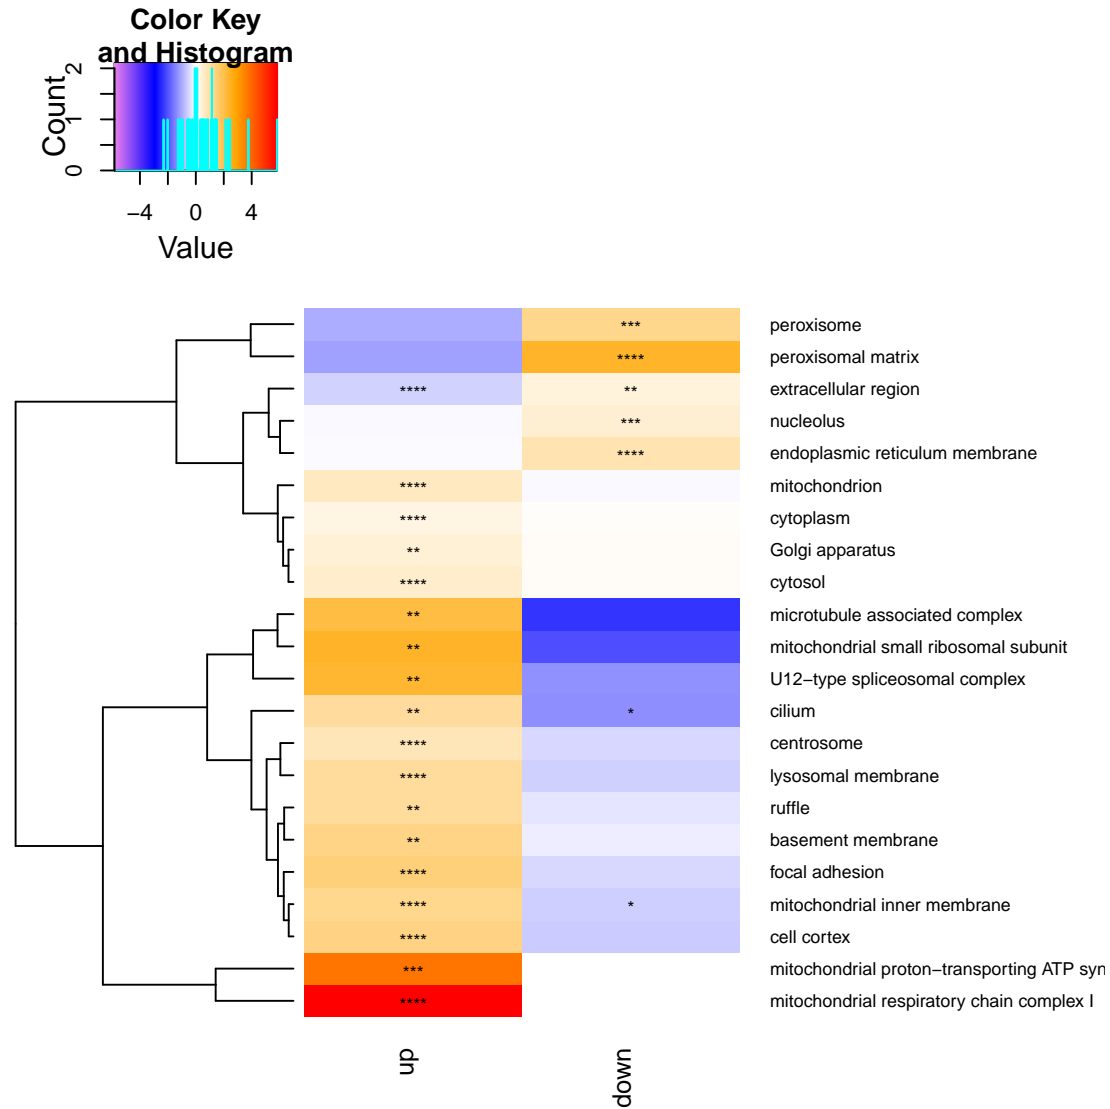 Color Key
and Histogram
Count
0 1 2
−4 0 4
Value
*** peroxisome
**** peroxisomal matrix
**** ** extracellular region
*** nucleolus
**** endoplasmic reticulum membrane
**** mitochondrion
**** cytoplasm
** Golgi apparatus
**** cytosol
** microtubule associated complex
** mitochondrial small ribosomal subunit
** U12−type spliceosomal complex
** * cilium
**** centrosome
**** lysosomal membrane
** ruffle
** basement membrane
**** focal adhesion
**** * mitochondrial inner membrane
**** cell cortex
*** mitochondrial proton−transporting ATP syn
**** mitochondrial respiratory chain complex I
up
down